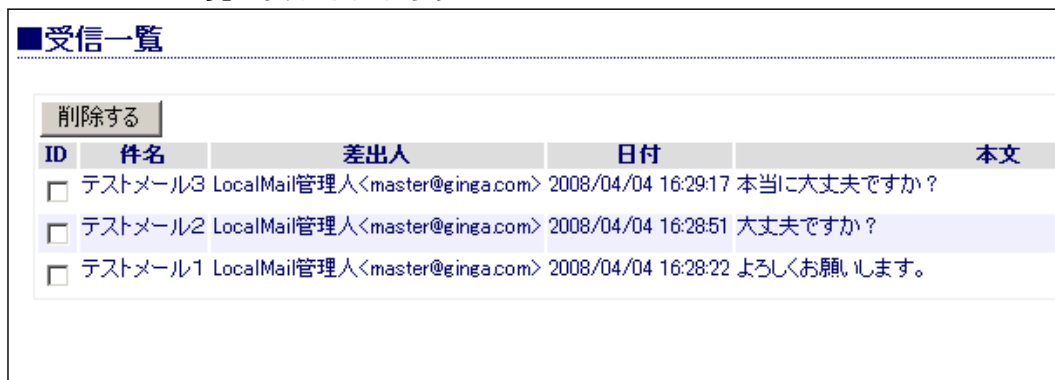 ■受信一覧
削除する
ID 件名 差出人 日付 本文
テストメール3 LocalMail管理人<master@ginga.com> 2008/04/04 16:29:17 本当に大丈夫ですか?
テストメール2 LocalMail管理人<master@ginga.com> 2008/04/04 16:28:51 大丈夫ですか?
テストメール1 LocalMail管理人<master@ginga.com> 2008/04/04 16:28:22 よろしくお願いします。